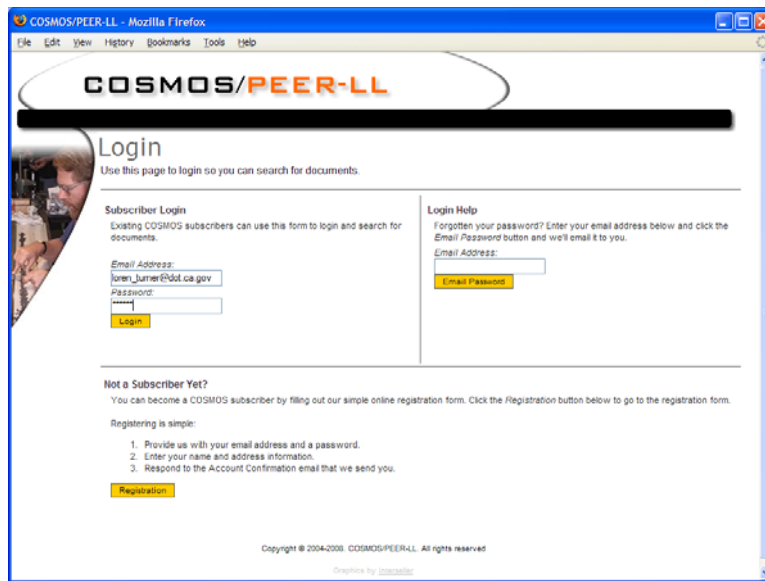 COSMOS/PEER-LL - Mozilla Firefox
File Edit View History Bookmarks Tools Help
COSMOS/PEER-LL
Login
Use this page to login so you can search for documents.
Subscriber Login
Existing COSMOS subscribers can use this form to login and search for
documents.
Email Address:
loren_turner@dot.ca.gov
Password:
******
Login
Login Help
Forgotten your password? Enter your email address below and click the
Email Password button and we'll email it to you.
Email Address:
Email Password
Not a Subscriber Yet?
You can become a COSMOS subscriber by filling out our simple online registration form. Click the Registration button below to go to the registration form.
Registering is simple:
1. Provide us with your email address and a password.
2. Enter your name and address information.
3. Respond to the Account Confirmation email that we send you.
Registration
Copyright © 2004-2008. COSMOS/PEER-LL. All rights reserved
Graphics by Interseller